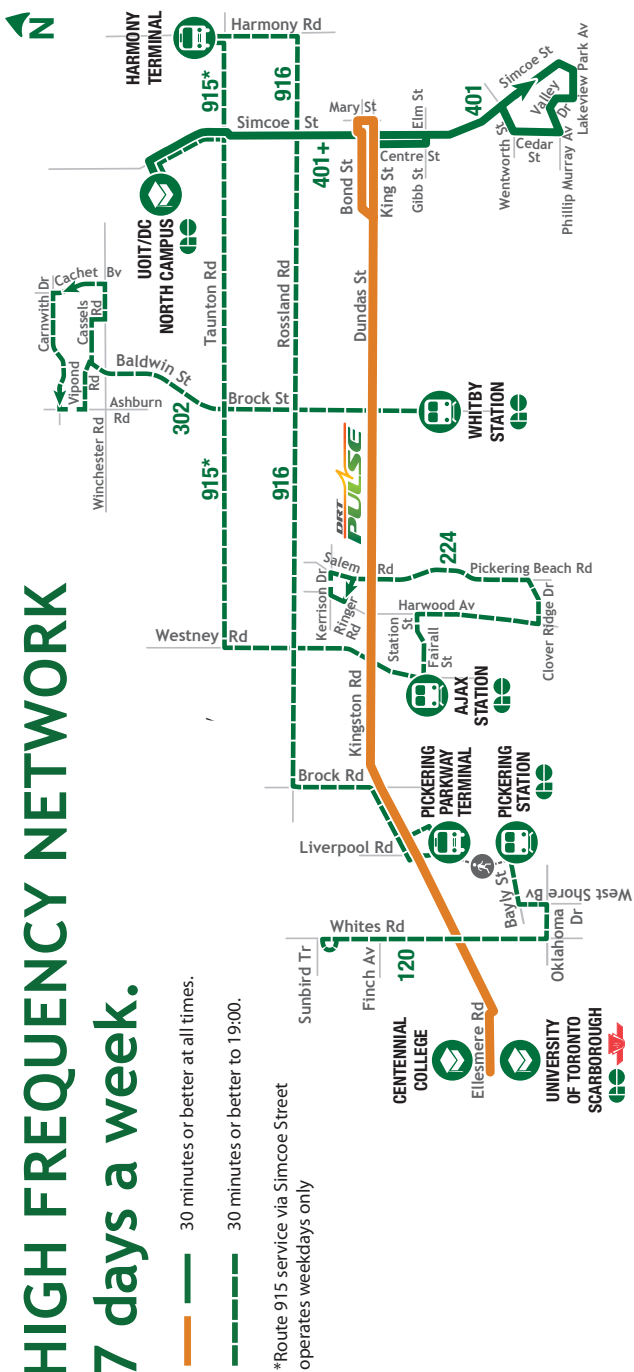 HIGH FREQUENCY NETWORK
7 days a week.
30 minutes or better at all times.
30 minutes or better to 19:00.
*Route 915 service via Simcoe Street
operates weekdays only
N
HARMONY
TERMINAL
Harmony Rd
915*
916
Simcoe St
UOIT/DC
NORTH CAMPUS
GO
401+
Mary St
Bond St
King St
Centre St
Gibb St
Elm St
401
Simcoe St
Wentworth St
Cedar
St
Valley
Dr
Phillip Murray Av
Lakeview Park Av
Carnwith Dr
Cachet Bv
Cassels
Rd
Vipond
Rd
Baldwin St
Winchester Rd
Ashburn
Rd
302
Taunton Rd
Rossland Rd
Dundas St
Brock St
WHITBY
STATION
GO
915*
916
DRT
PULSE
Salem Rd
Kerrison Dr
Ringer
Rd
224
Pickering Beach Rd
Harwood Av
Clover Ridge Dr
Station
St
Fairall
St
AJAX
STATION
GO
Westney Rd
Kingston Rd
Brock Rd
Liverpool Rd
PICKERING
PARKWAY
TERMINAL
PICKERING
STATION
GO
Bayly St
West Shore Bv
Oklahoma
Dr
Whites Rd
Sunbird Tr
Finch Av
120
CENTENNIAL
COLLEGE
Ellesmere Rd
UNIVERSITY
OF TORONTO
SCARBOROUGH
GO